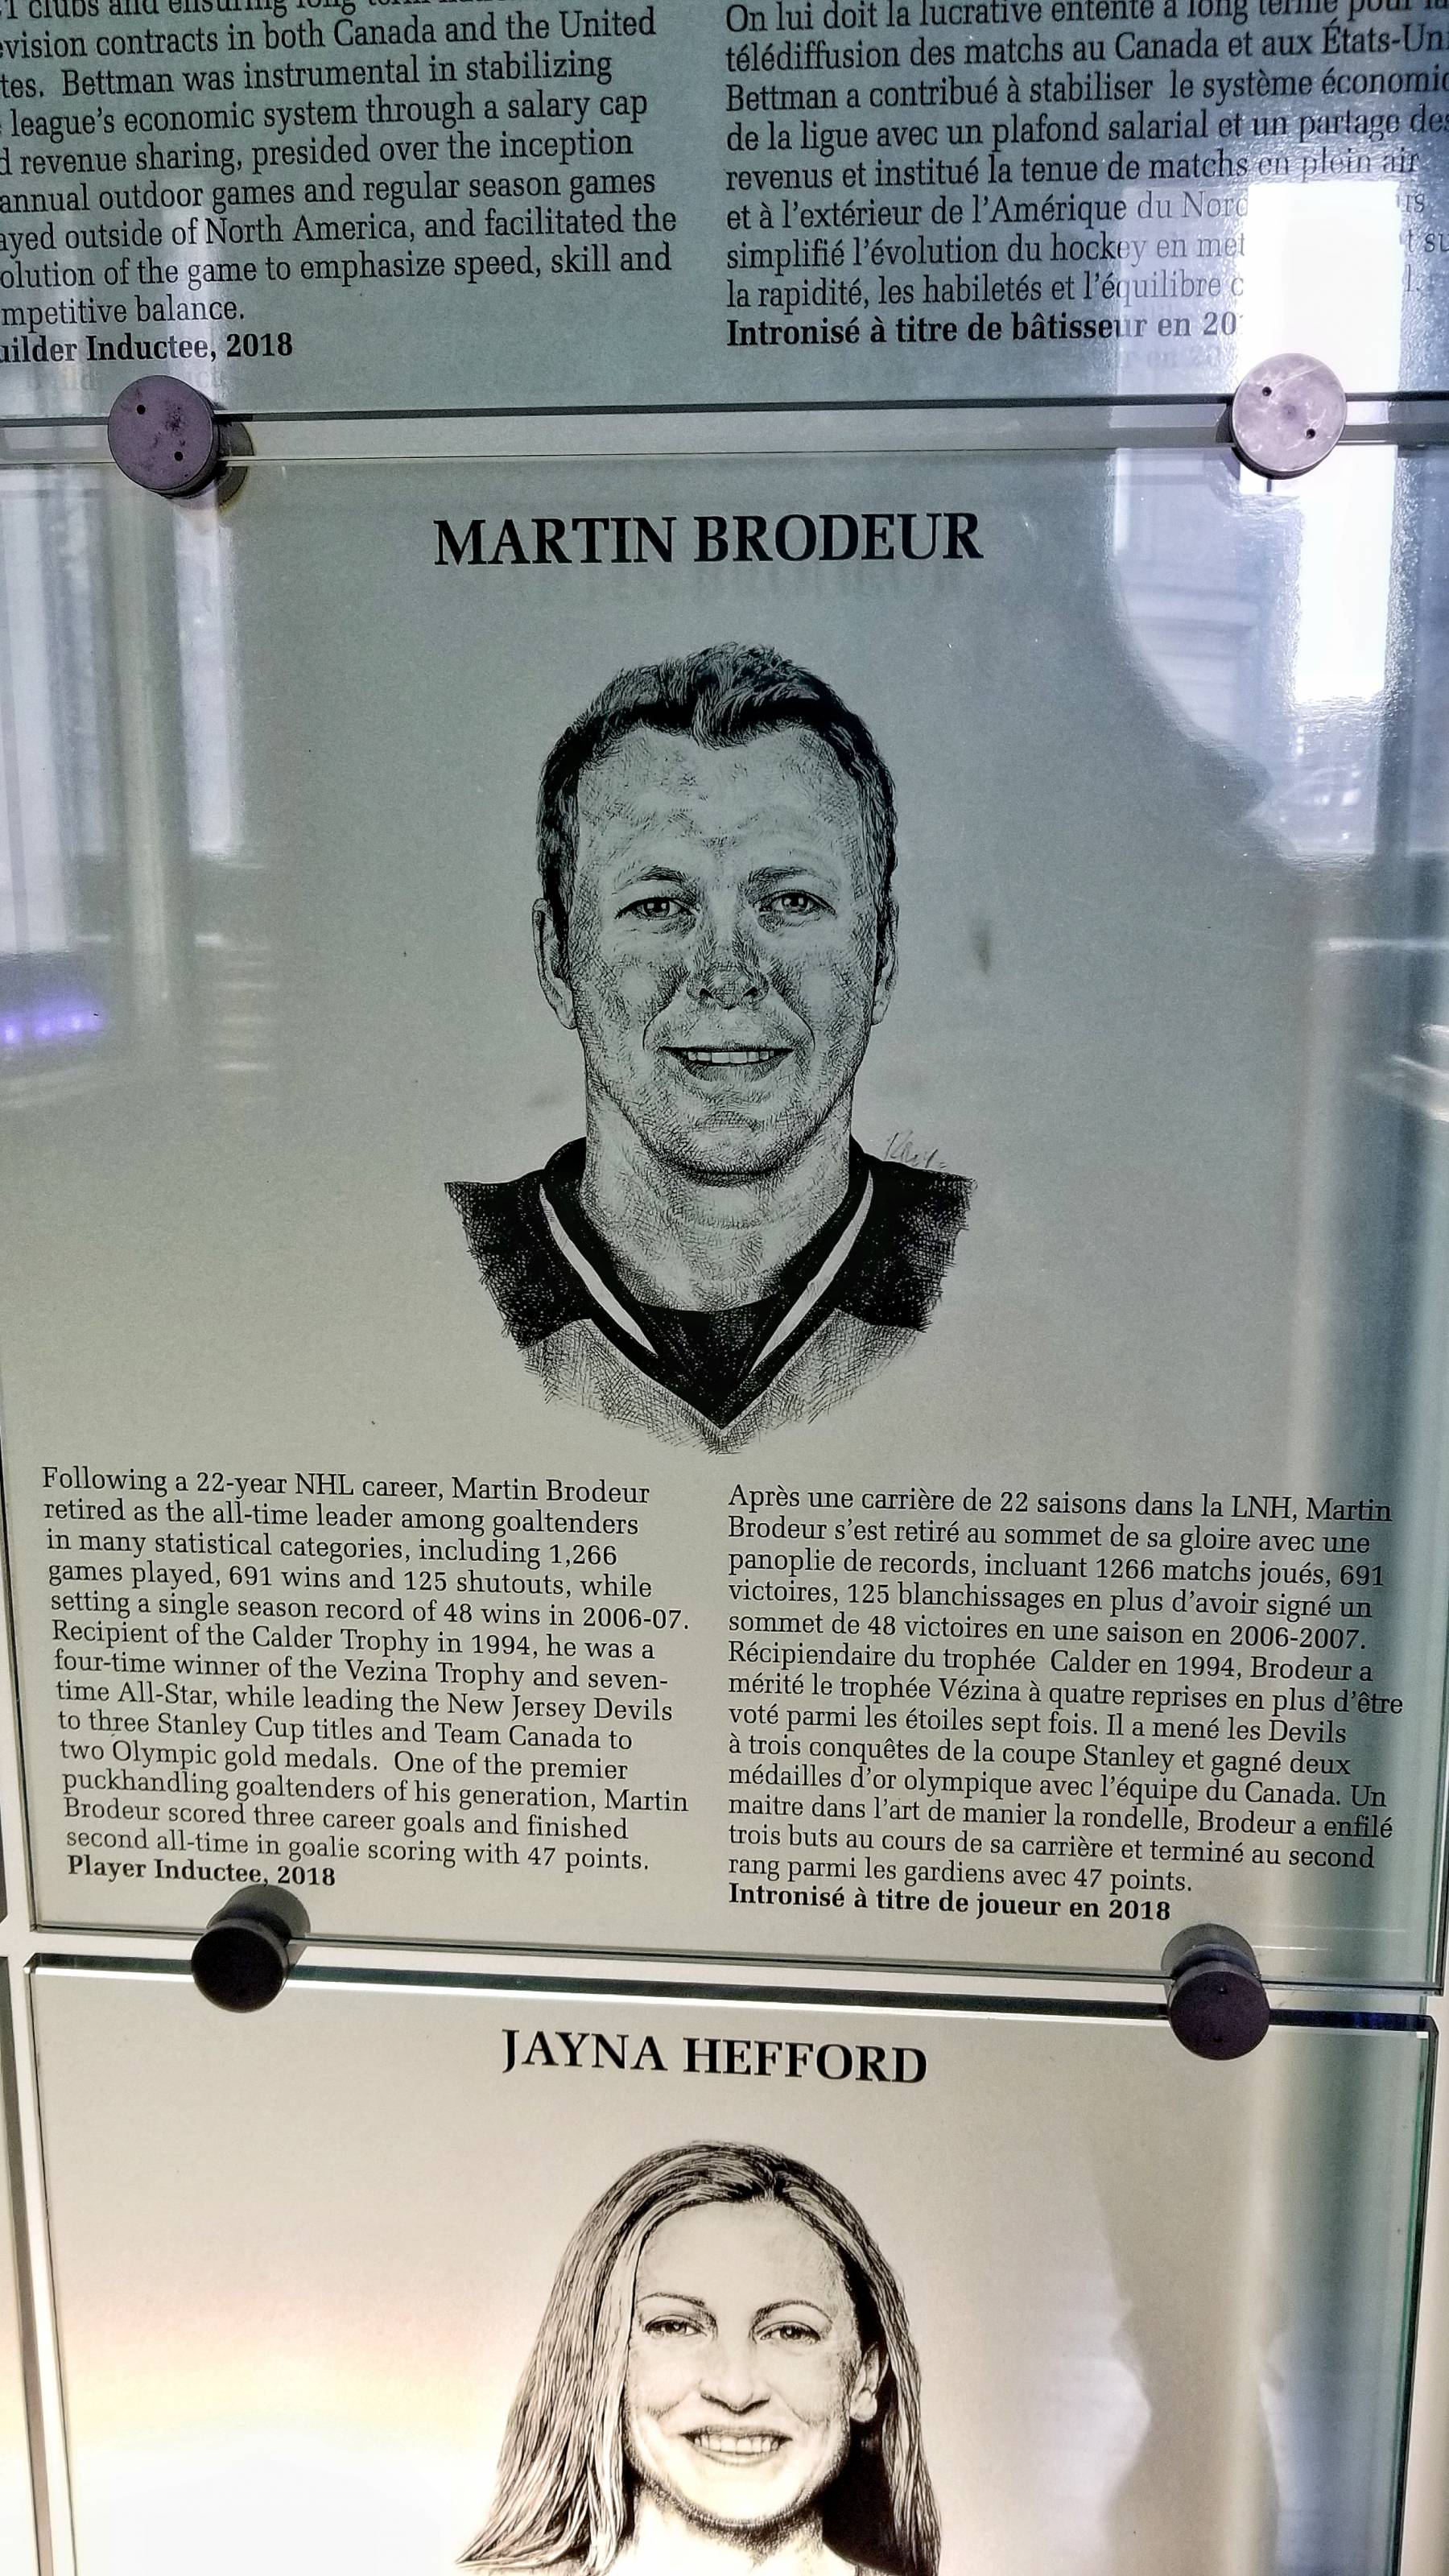 clubs and ensuring long
vision contracts in both Canada and the United
tes. Bettman was instrumental in stabilizing
league's economic system through a salary cap
d revenue sharing, presided over the inception
annual outdoor games and regular season games
ayed outside of North America, and facilitated the
olution of the game to emphasize speed, skill and
mpetitive balance.
uilder Inductee, 2018
On lui doit la lucrative entente à long terme pour la
télédiffusion des matchs au Canada et aux États-Uni
Bettman a contribué à stabiliser le système économic
de la ligue avec un plafond salarial et un partage des
revenus et institué la tenue de matchs en plein air
et à l'extérieur de l'Amérique du Nord
simplifié l'évolution du hockey en met
la rapidité, les habiletés et l'équilibre c
Intronisé à titre de bâtisseur en 20
MARTIN BRODEUR
Following a 22-year NHL career, Martin Brodeur
retired as the all-time leader among goaltenders
in many statistical categories, including 1,266
games played, 691 wins and 125 shutouts, while
setting a single season record of 48 wins in 2006-07.
Recipient of the Calder Trophy in 1994, he was a
four-time winner of the Vezina Trophy and seven-
time All-Star, while leading the New Jersey Devils
to three Stanley Cup titles and Team Canada to
two Olympic gold medals. One of the premier
puckhandling goaltenders of his generation, Martin
Brodeur scored three career goals and finished
second all-time in goalie scoring with 47 points.
Player Inductee, 2018
Après une carrière de 22 saisons dans la LNH, Martin
Brodeur s'est retiré au sommet de sa gloire avec une
panoplie de records, incluant 1266 matchs joués, 691
victoires, 125 blanchissages en plus d'avoir signé un
sommet de 48 victoires en une saison en 2006-2007.
Récipiendaire du trophée Calder en 1994, Brodeur a
mérité le trophée Vézina à quatre reprises en plus d'être
voté parmi les étoiles sept fois. Il a mené les Devils
à trois conquêtes de la coupe Stanley et gagné deux
médailles d'or olympique avec l'équipe du Canada. Un
maitre dans l'art de manier la rondelle, Brodeur a enfilé
trois buts au cours de sa carrière et terminé au second
rang parmi les gardiens avec 47 points.
Intronisé à titre de joueur en 2018
JAYNA HEFFORD